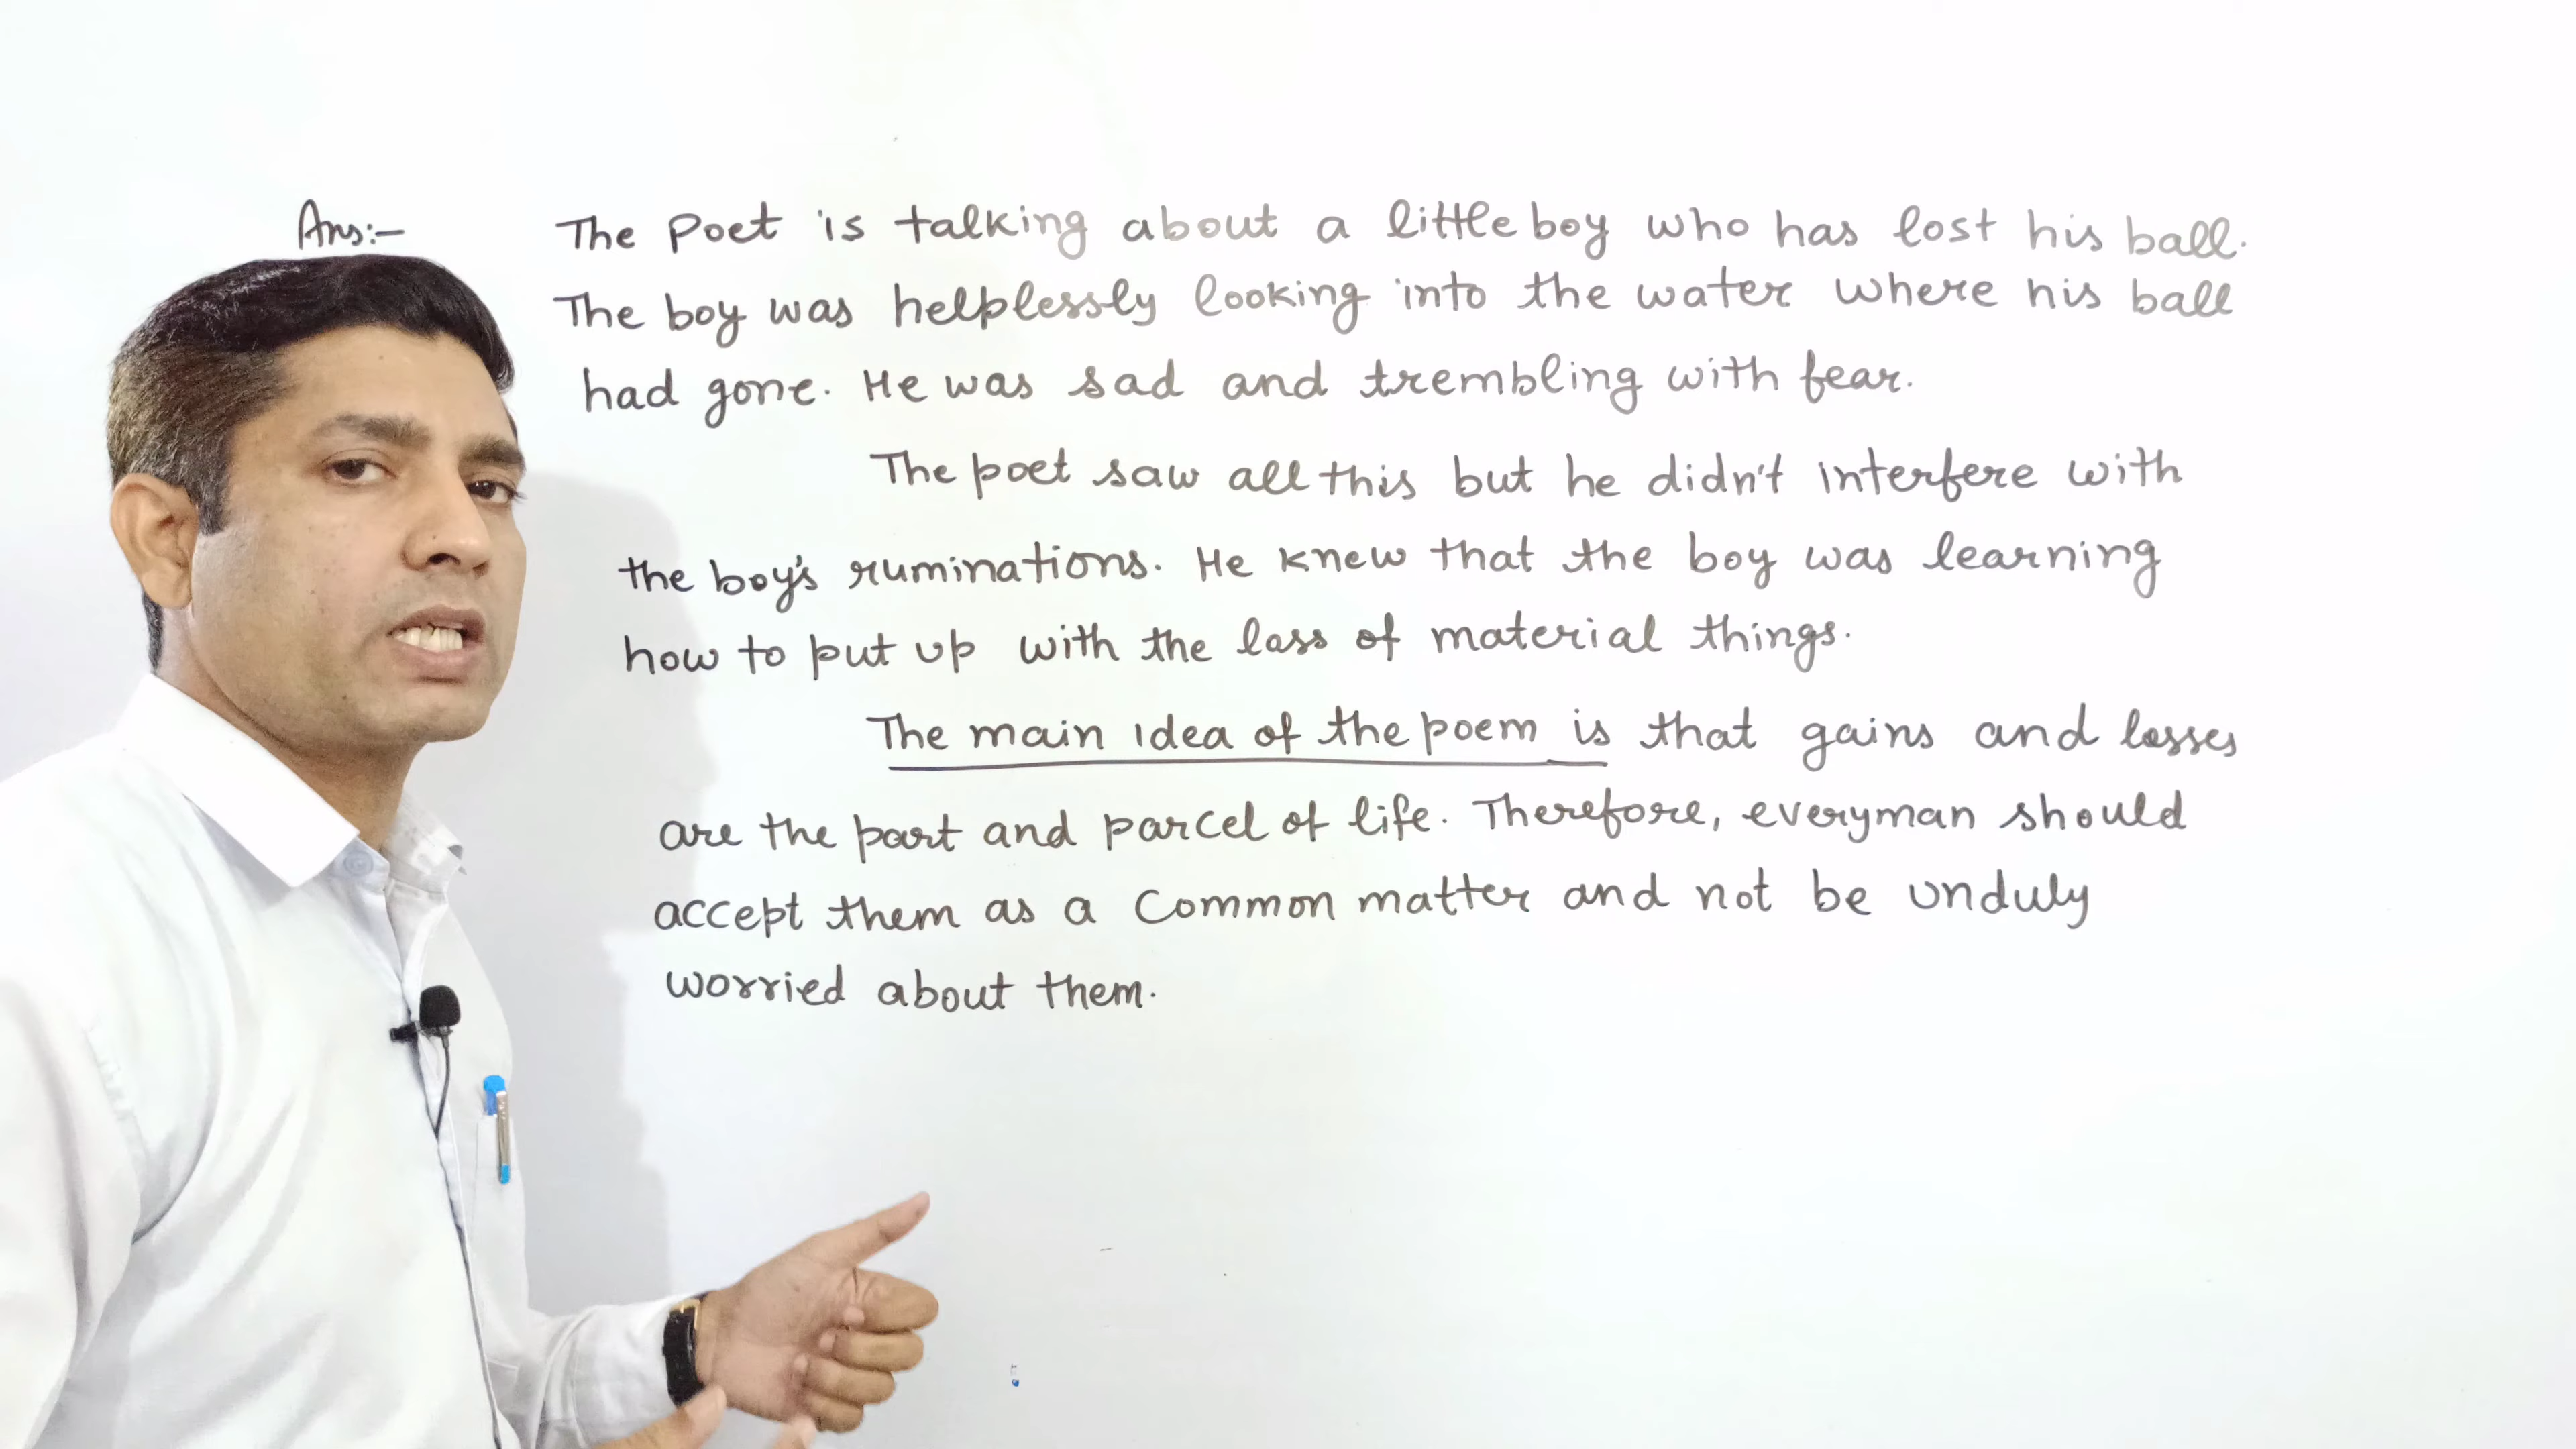 Ans:-
The Poet is talking about a little boy who has lost his ball.
The boy was helplessly looking into the water where his ball
had gone. He was sad and trembling with fear.
The poet saw all this but he didn't interfere with
the boy's ruminations. He knew that the boy was learning
how to put up with the loss of material things.
The main idea of the poem is that gains and losses
are the part and parcel of life. Therefore, everyman should
accept them as a Common matter and not be unduly
worried about them.